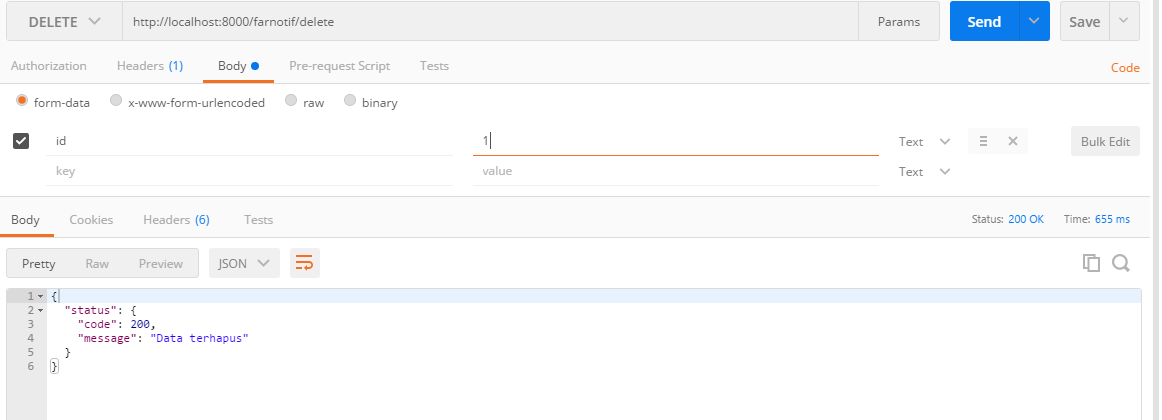 DELETE http://localhost:8000/farnotif/delete Params Send Save
Authorization Headers (1) Body Pre-request Script Tests Code
form-data x-www-form-urlencoded raw binary
id 1 Text Bulk Edit
key value Text
Body Cookies Headers (6) Tests Status: 200 OK Time: 655 ms
Pretty Raw Preview JSON
1 {
2 "status": {
3 "code": 200,
4 "message": "Data terhapus"
5 }
6 }